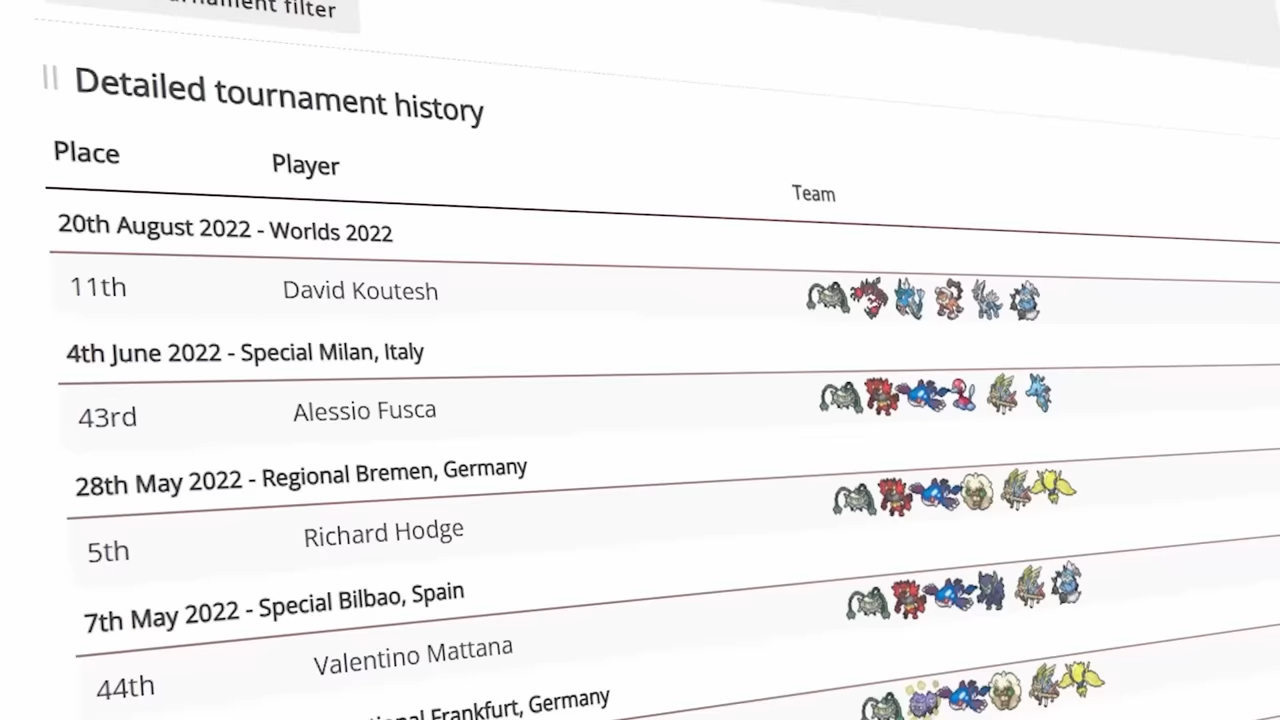 filter
Detailed tournament history
Place Player Team
20th August 2022 - Worlds 2022
11th David Koutesh
4th June 2022 - Special Milan, Italy
43rd Alessio Fusca
28th May 2022 - Regional Bremen, Germany
5th Richard Hodge
7th May 2022 - Special Bilbao, Spain
44th Valentino Mattana
Frankfurt, Germany